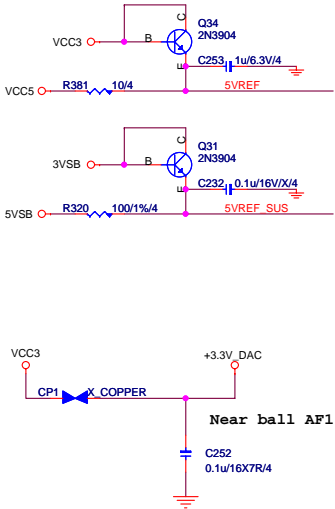 C
Q34
2N3904
VCC3
B
E
C253
1u/6.3V/4
VCC5
R381
10/4
5VREF
C
Q31
2N3904
3VSB
B
E
C232
0.1u/16V/X/4
5VSB
R320
100/1%/4
5VREF_SUS
VCC3
+3.3V_DAC
CP1
X_COPPER
Near ball AF1
C252
0.1u/16X7R/4